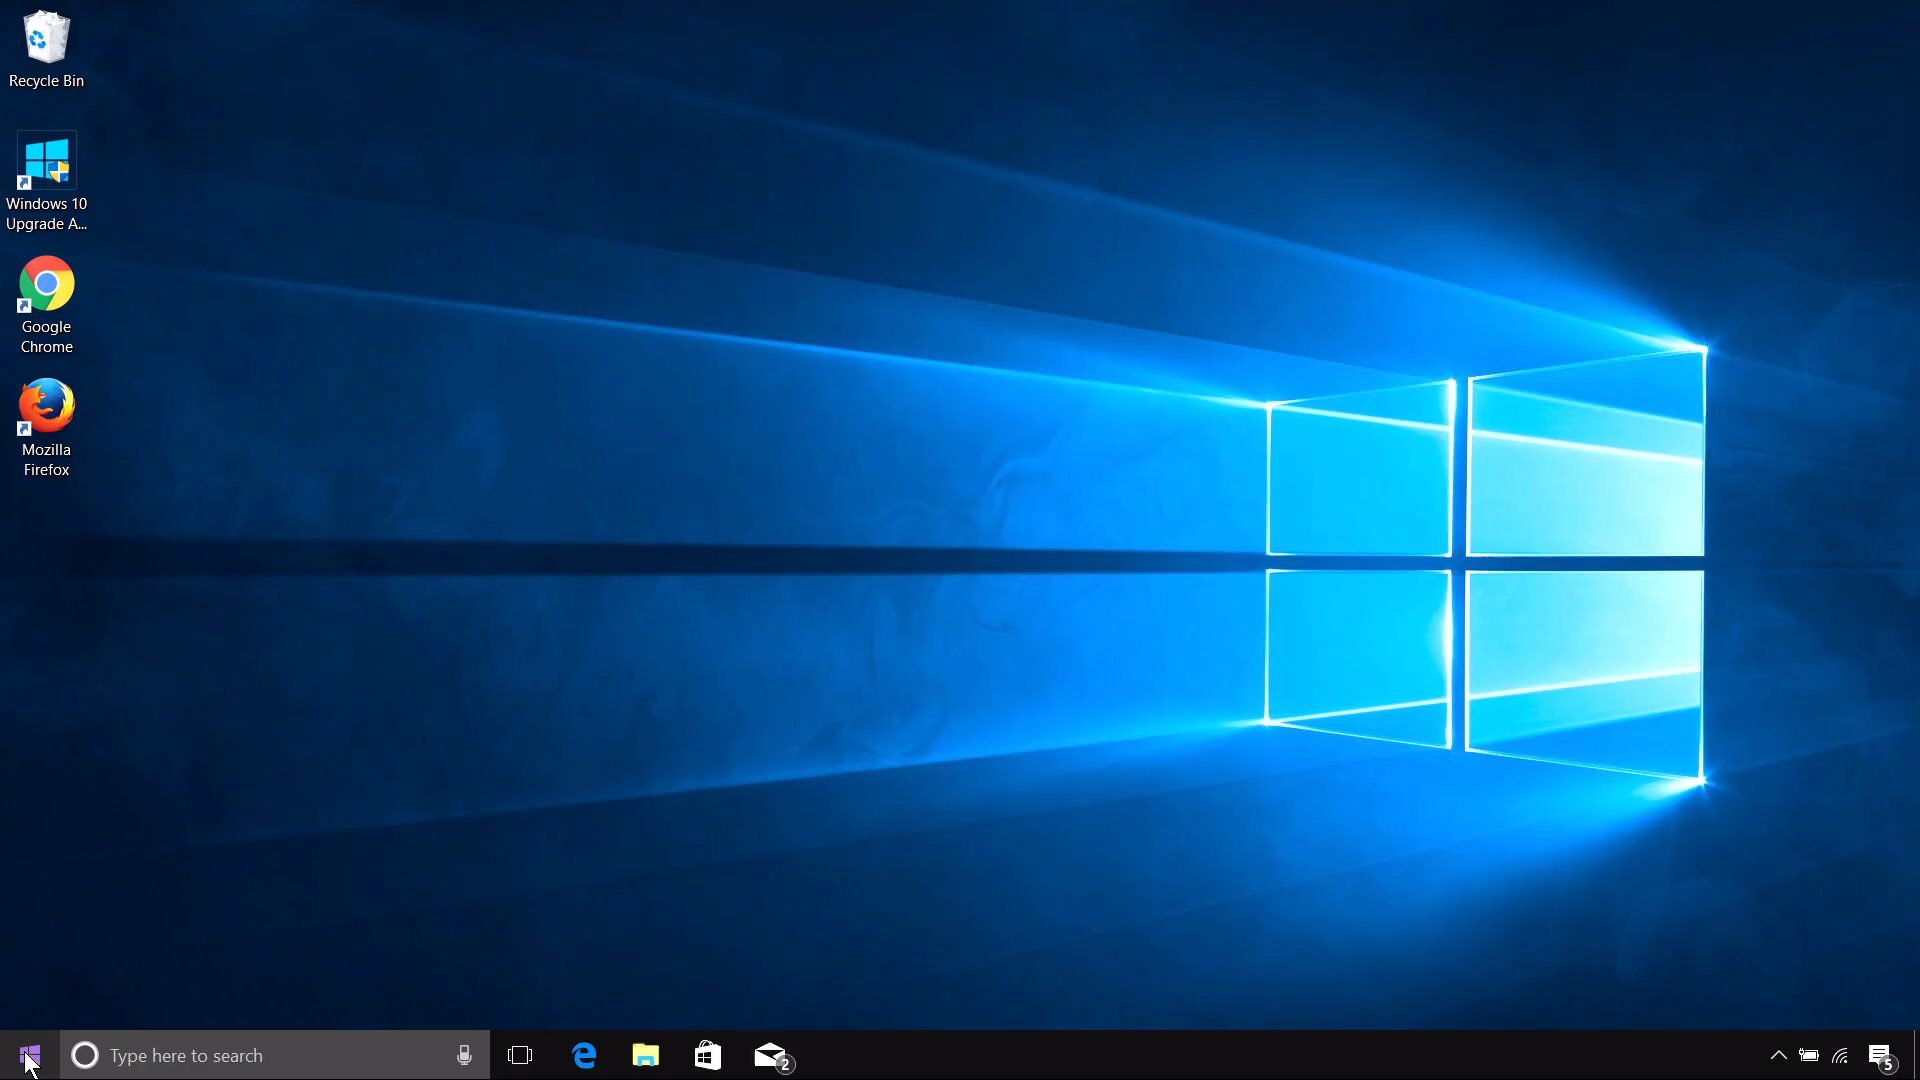 Recycle Bin
Windows 10
Upgrade A...
Google
Chrome
Mozilla
Firefox
Type here to search
2
5